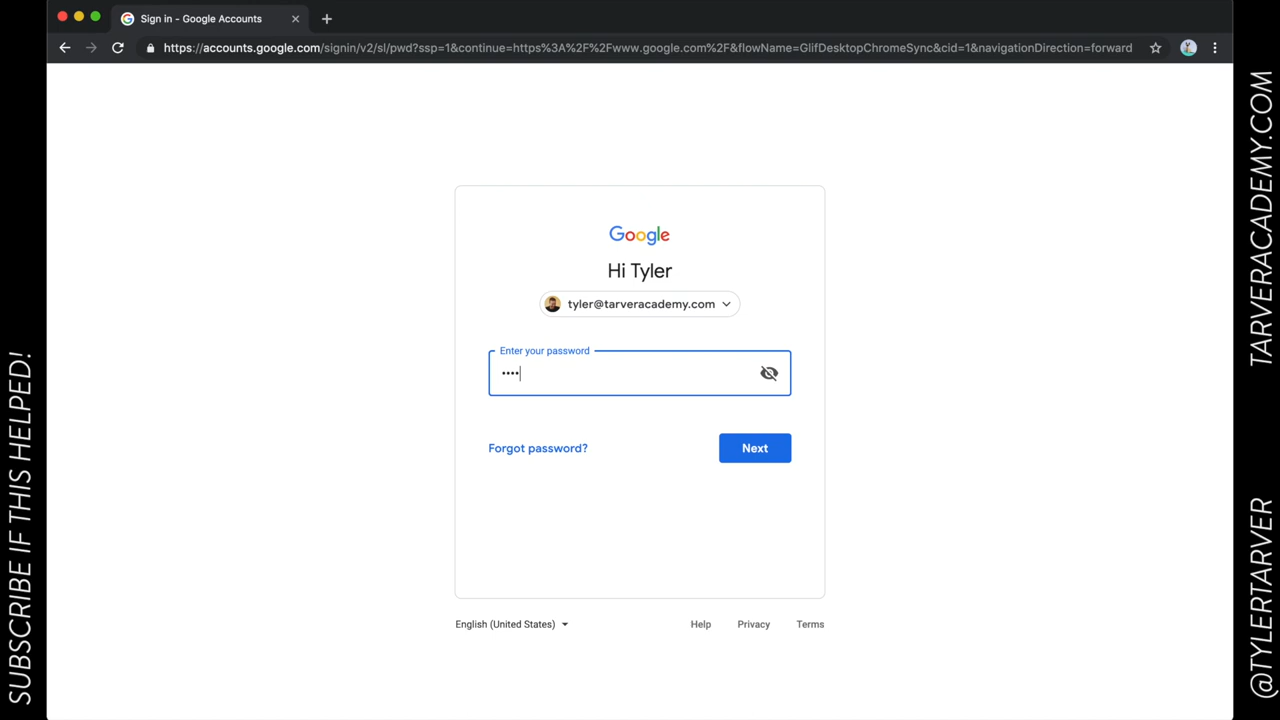 Sign in - Google Accounts
https://accounts.google.com/signin/v2/sl/pwd?ssp=1&continue=https%3A%2F%2Fwww.google.com%2F&flowName=GlifDesktopChromeSync&cid=1&navigationDirection=forward
Google
Hi Tyler
tyler@tarveracademy.com
Enter your password
••••
Forgot password?
Next
English (United States)
Help
Privacy
Terms
SUBSCRIBE IF THIS HELPED!
TARVERACADEMY.COM
@TYLERTARVER